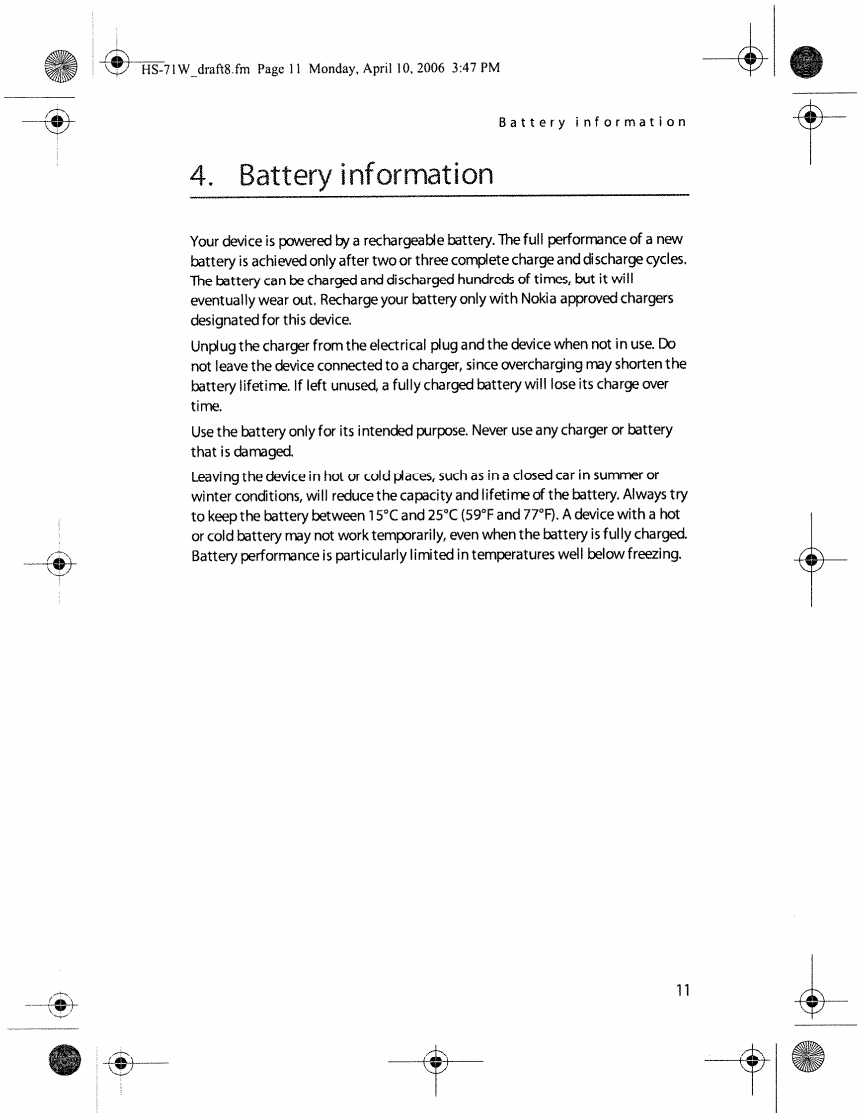 HS-71W_draft8.fm Page 11 Monday, April 10, 2006 3:47 PM
Battery information
4. Battery information
Your device is powered by a rechargeable battery. The full performance of a new
battery is achieved only after two or three complete charge and discharge cycles.
The battery can be charged and discharged hundreds of times, but it will
eventually wear out. Recharge your battery only with Nokia approved chargers
designated for this device.
Unplug the charger from the electrical plug and the device when not in use. Do
not leave the device connected to a charger, since overcharging may shorten the
battery lifetime. If left unused, a fully charged battery will lose its charge over
time.
Use the battery only for its intended purpose. Never use any charger or battery
that is damaged.
Leaving the device in hot or cold places, such as in a closed car in summer or
winter conditions, will reduce the capacity and lifetime of the battery. Always try
to keep the battery between 15°C and 25°C (59°F and 77°F). A device with a hot
or cold battery may not work temporarily, even when the battery is fully charged.
Battery performance is particularly limited in temperatures well below freezing.
11